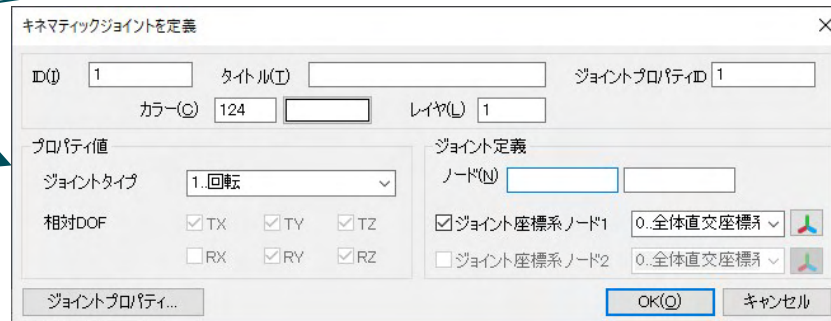 キネマティックジョイントを定義
ID(I) 1 タイトル(T) ジョイントプロパティID 1
カラー(C) 124 レイヤ(L) 1
プロパティ値
ジョイントタイプ 1..回転
相対DOF TX TY TZ
RX RY RZ
ジョイント定義
ノード(N)
ジョイント座標系ノード1 0..全体直交座標系
ジョイント座標系ノード2 0..全体直交座標系
ジョイントプロパティ... OK(O) キャンセル